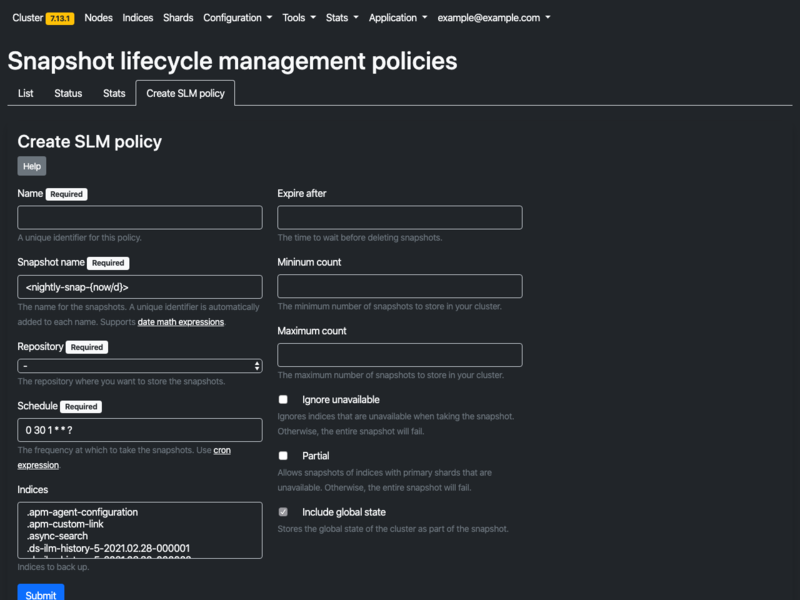 Cluster 7.13.1 Nodes Indices Shards Configuration Tools Stats Application example@example.com
Snapshot lifecycle management policies
List Status Stats Create SLM policy
Create SLM policy
Help
Name Required
A unique identifier for this policy.
Snapshot name Required
<nightly-snap-{now/d}>
The name for the snapshots. A unique identifier is automatically
added to each name. Supports date math expressions.
Repository Required
-
The repository where you want to store the snapshots.
Schedule Required
0 30 1 * * ?
The frequency at which to take the snapshots. Use cron
expression.
Indices
.apm-agent-configuration
.apm-custom-link
.async-search
.ds-ilm-history-5-2021.02.28-000001
Indices to back up.
Submit
Expire after
The time to wait before deleting snapshots.
Mininum count
The minimum number of snapshots to store in your cluster.
Maximum count
The maximum number of snapshots to store in your cluster.
Ignore unavailable
Ignores indices that are unavailable when taking the snapshot.
Otherwise, the entire snapshot will fail.
Partial
Allows snapshots of indices with primary shards that are
unavailable. Otherwise, the entire snapshot will fail.
Include global state
Stores the global state of the cluster as part of the snapshot.